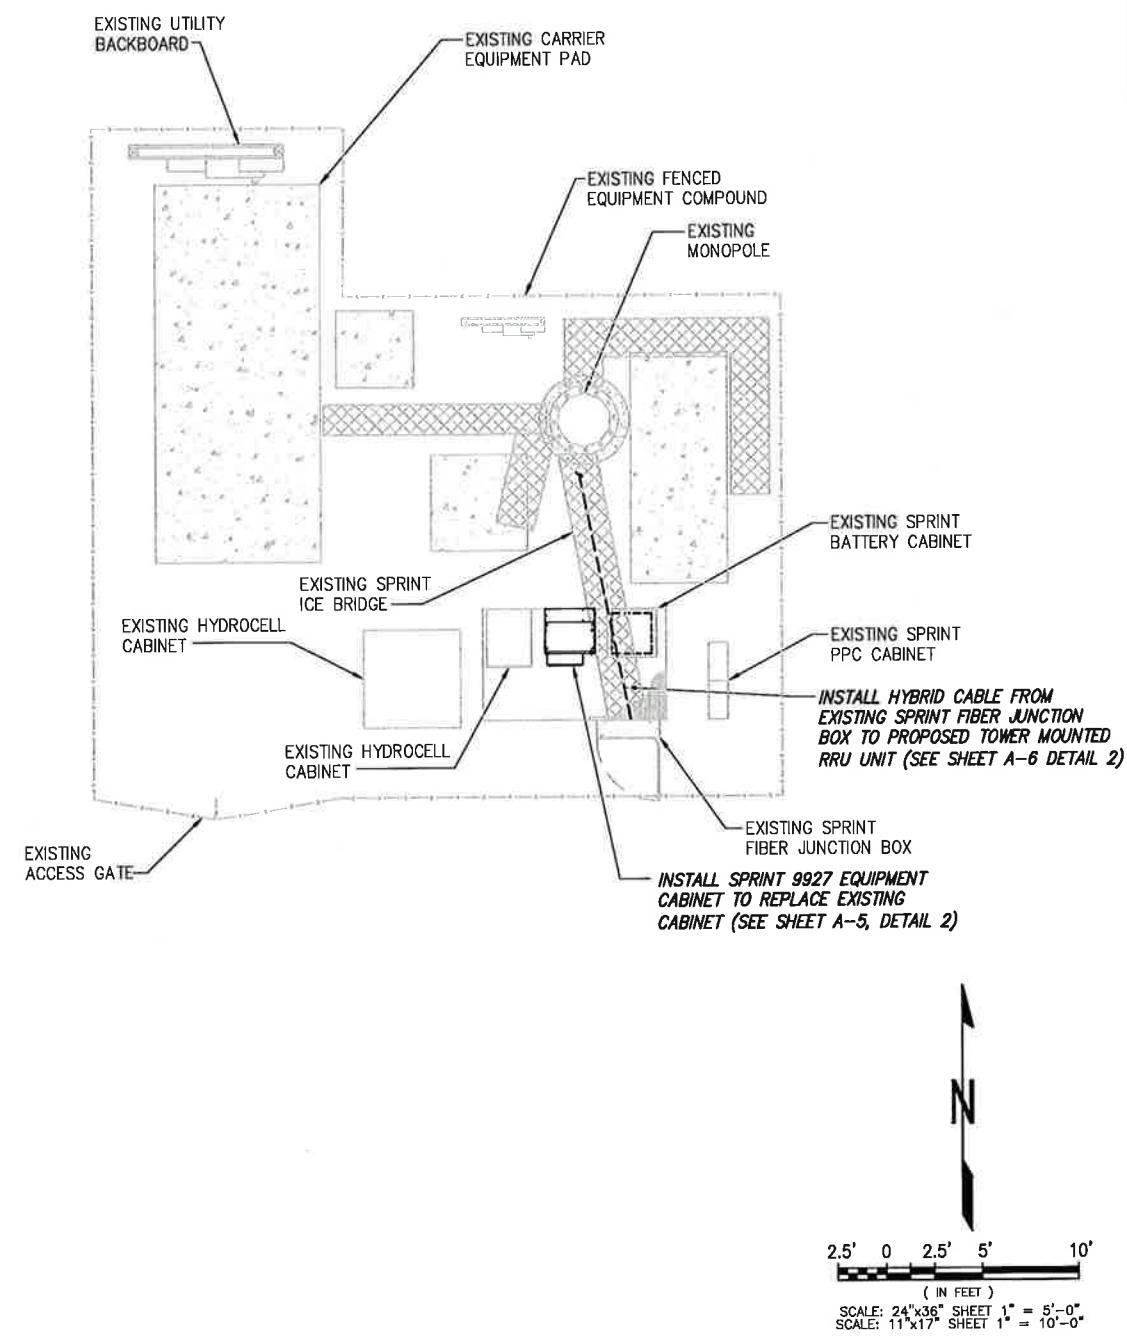 EXISTING UTILITY
BACKBOARD
EXISTING CARRIER
EQUIPMENT PAD
EXISTING FENCED
EQUIPMENT COMPOUND
EXISTING
MONOPOLE
EXISTING SPRINT
BATTERY CABINET
EXISTING SPRINT
ICE BRIDGE
EXISTING HYDROCELL
CABINET
EXISTING SPRINT
PPC CABINET
INSTALL HYBRID CABLE FROM
EXISTING SPRINT FIBER JUNCTION
BOX TO PROPOSED TOWER MOUNTED
RRU UNIT (SEE SHEET A-6 DETAIL 2)
EXISTING HYDROCELL
CABINET
EXISTING SPRINT
FIBER JUNCTION BOX
EXISTING
ACCESS GATE
INSTALL SPRINT 9927 EQUIPMENT
CABINET TO REPLACE EXISTING
CABINET (SEE SHEET A-5, DETAIL 2)
N
2.5' 0 2.5' 5' 10'
( IN FEET )
SCALE: 24"x36" SHEET 1" = 5'-0"
SCALE: 11"x17" SHEET 1" = 10'-0"